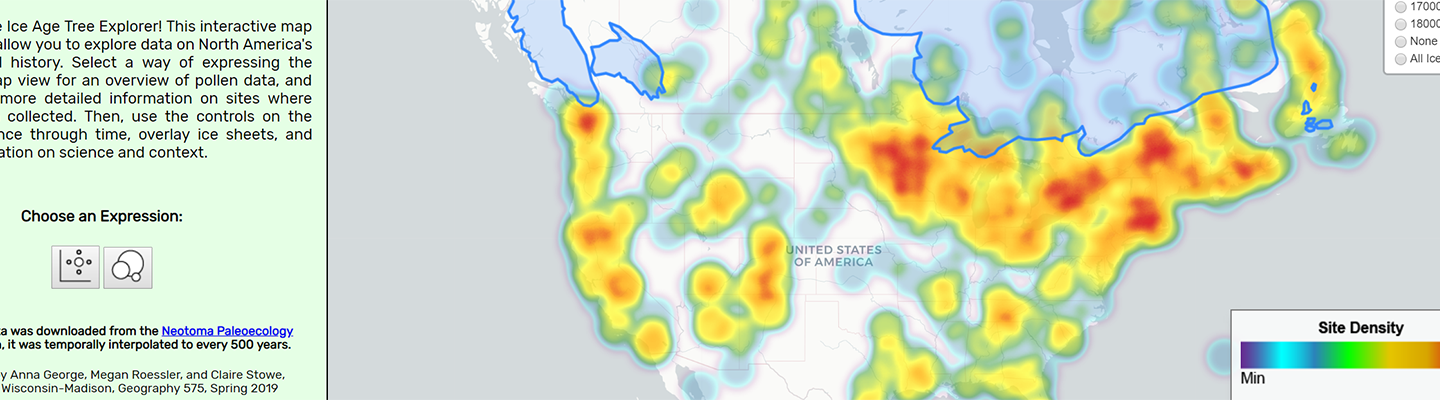 e Ice Age Tree Explorer! This interactive map
allow you to explore data on North America's
l history. Select a way of expressing the
ap view for an overview of pollen data, and
more detailed information on sites where
collected. Then, use the controls on the
nce through time, overlay ice sheets, and
ation on science and context.
Choose an Expression:
ta was downloaded from the Neotoma Paleoecology
, it was temporally interpolated to every 500 years.
y Anna George, Megan Roessler, and Claire Stowe,
Wisconsin-Madison, Geography 575, Spring 2019
UNITED STATES
OF AMERICA
17000
18000
None
All Ice
Site Density
Min